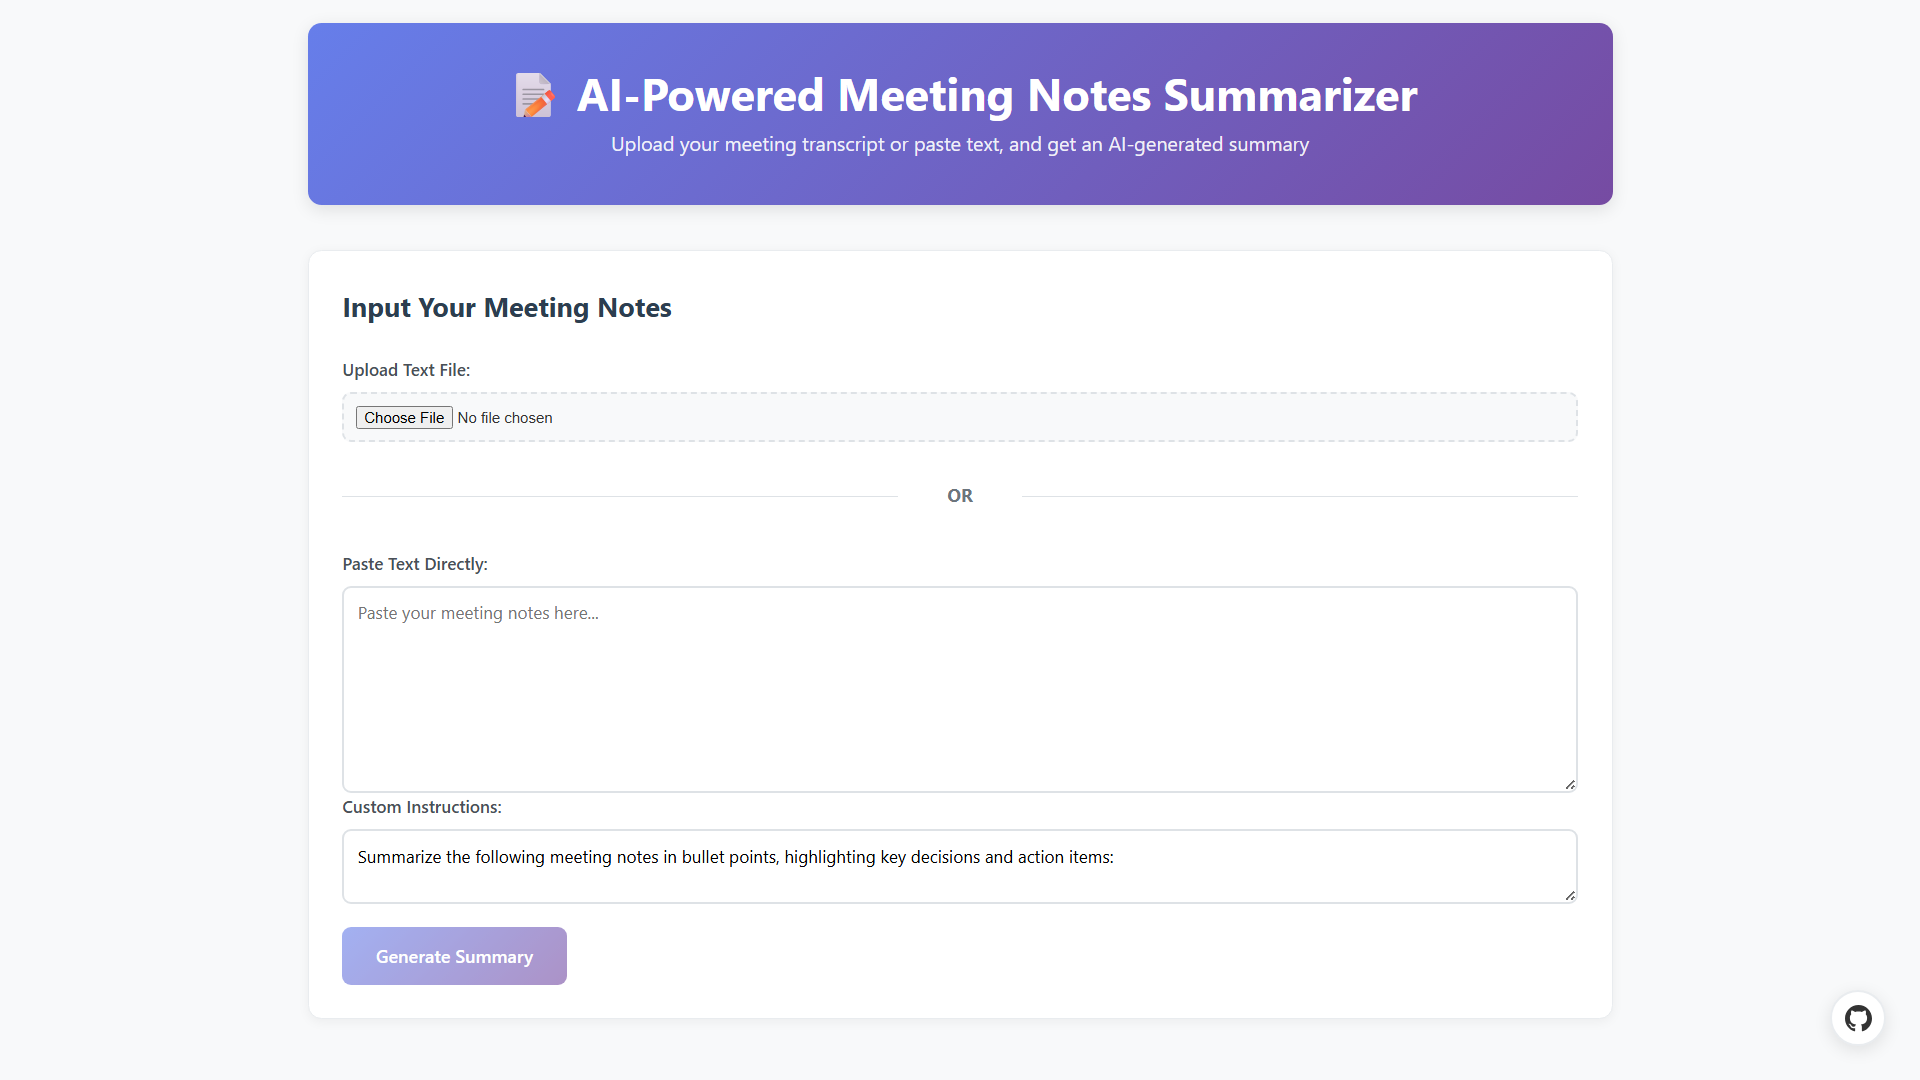 AI-Powered Meeting Notes Summarizer
Upload your meeting transcript or paste text, and get an AI-generated summary
Input Your Meeting Notes
Upload Text File:
Choose File No file chosen
OR
Paste Text Directly:
Paste your meeting notes here...
Custom Instructions:
Summarize the following meeting notes in bullet points, highlighting key decisions and action items:
Generate Summary